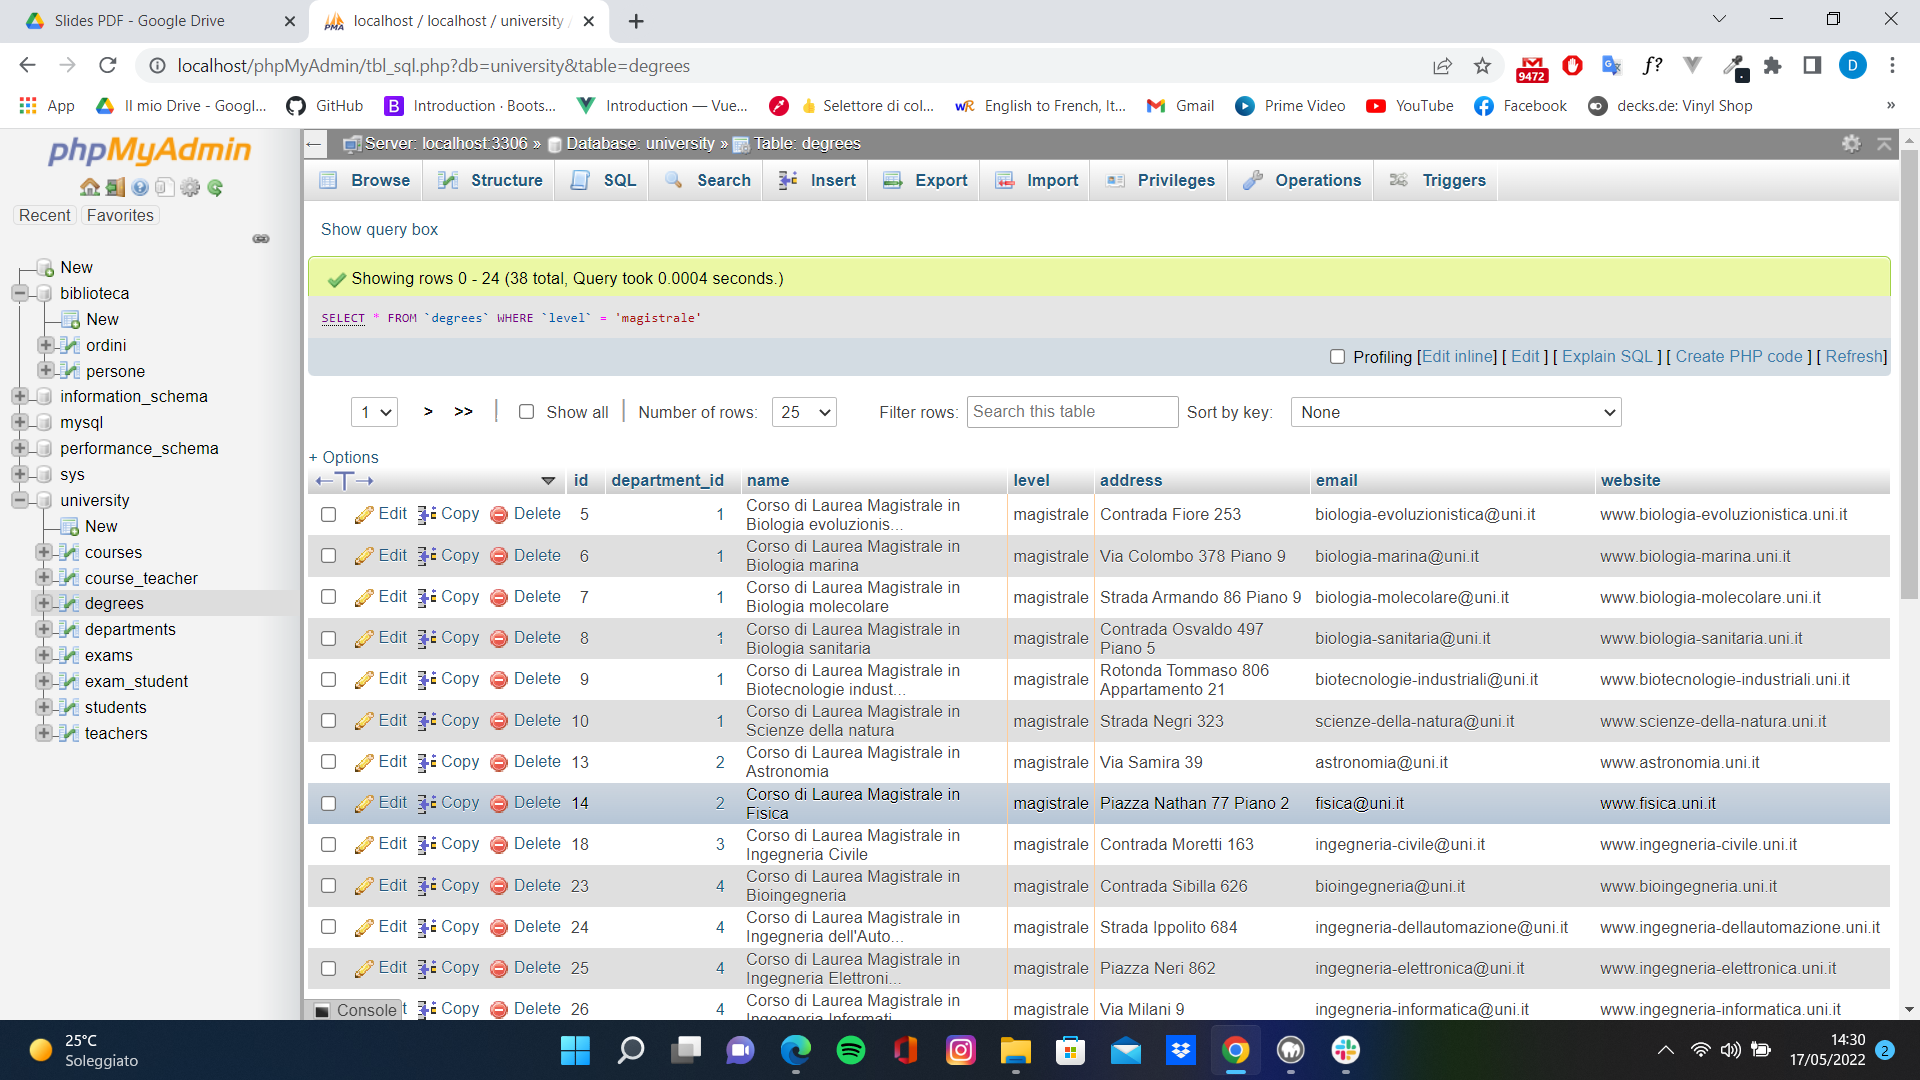 Slides PDF - Google Drive
localhost / localhost / university /
localhost/phpMyAdmin/tbl_sql.php?db=university&table=degrees
9472
f?
D
App
Il mio Drive - Googl...
GitHub
Introduction · Boots...
Introduction — Vue...
Selettore di col...
English to French, It...
Gmail
Prime Video
YouTube
Facebook
decks.de: Vinyl Shop
»
phpMyAdmin
Recent
Favorites
New
biblioteca
New
ordini
persone
information_schema
mysql
performance_schema
sys
university
New
courses
course_teacher
degrees
departments
exams
exam_student
students
teachers
Server: localhost:3306 » Database: university » Table: degrees
Browse
Structure
SQL
Search
Insert
Export
Import
Privileges
Operations
Triggers
Show query box
Showing rows 0 - 24 (38 total, Query took 0.0004 seconds.)
SELECT * FROM `degrees` WHERE `level` = 'magistrale'
Profiling [Edit inline] [ Edit ] [ Explain SQL ] [ Create PHP code ] [ Refresh]
1 > >> | Show all | Number of rows: 25 Filter rows: Search this table Sort by key: None
+ Options
←T→ id department_id name level address email website
Edit Copy Delete 5 1 Corso di Laurea Magistrale in Biologia evoluzionis... magistrale Contrada Fiore 253 biologia-evoluzionistica@uni.it www.biologia-evoluzionistica.uni.it
Edit Copy Delete 6 1 Corso di Laurea Magistrale in Biologia marina magistrale Via Colombo 378 Piano 9 biologia-marina@uni.it www.biologia-marina.uni.it
Edit Copy Delete 7 1 Corso di Laurea Magistrale in Biologia molecolare magistrale Strada Armando 86 Piano 9 biologia-molecolare@uni.it www.biologia-molecolare.uni.it
Edit Copy Delete 8 1 Corso di Laurea Magistrale in Biologia sanitaria magistrale Contrada Osvaldo 497 Piano 5 biologia-sanitaria@uni.it www.biologia-sanitaria.uni.it
Edit Copy Delete 9 1 Corso di Laurea Magistrale in Biotecnologie indust... magistrale Rotonda Tommaso 806 Appartamento 21 biotecnologie-industriali@uni.it www.biotecnologie-industriali.uni.it
Edit Copy Delete 10 1 Corso di Laurea Magistrale in Scienze della natura magistrale Strada Negri 323 scienze-della-natura@uni.it www.scienze-della-natura.uni.it
Edit Copy Delete 13 2 Corso di Laurea Magistrale in Astronomia magistrale Via Samira 39 astronomia@uni.it www.astronomia.uni.it
Edit Copy Delete 14 2 Corso di Laurea Magistrale in Fisica magistrale Piazza Nathan 77 Piano 2 fisica@uni.it www.fisica.uni.it
Edit Copy Delete 18 3 Corso di Laurea Magistrale in Ingegneria Civile magistrale Contrada Moretti 163 ingegneria-civile@uni.it www.ingegneria-civile.uni.it
Edit Copy Delete 23 4 Corso di Laurea Magistrale in Bioingegneria magistrale Contrada Sibilla 626 bioingegneria@uni.it www.bioingegneria.uni.it
Edit Copy Delete 24 4 Corso di Laurea Magistrale in Ingegneria dell'Auto... magistrale Strada Ippolito 684 ingegneria-dellautomazione@uni.it www.ingegneria-dellautomazione.uni.it
Edit Copy Delete 25 4 Corso di Laurea Magistrale in Ingegneria Elettroni... magistrale Piazza Neri 862 ingegneria-elettronica@uni.it www.ingegneria-elettronica.uni.it
Console t Copy Delete 26 4 Corso di Laurea Magistrale in Ingegneria Informati... magistrale Via Milani 9 ingegneria-informatica@uni.it www.ingegneria-informatica.uni.it
25°C
Soleggiato
14:30
17/05/2022
2